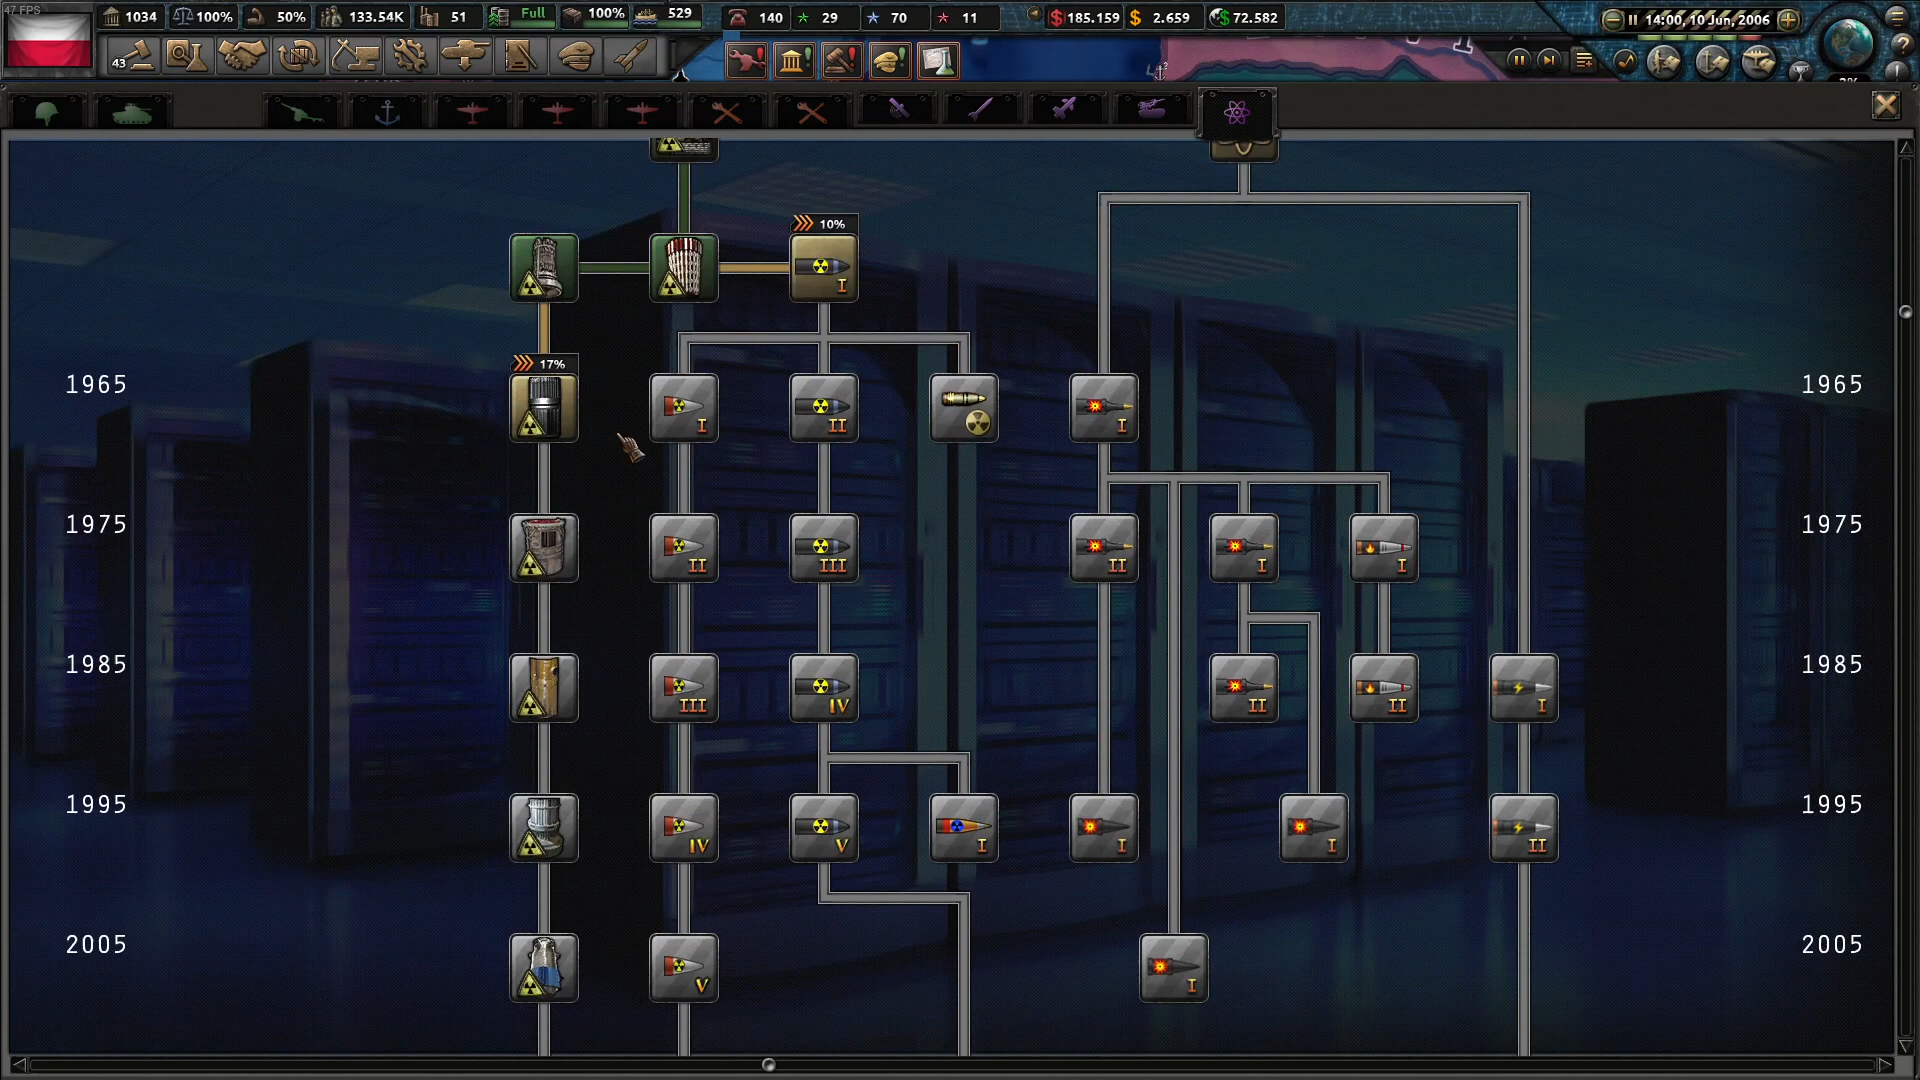 47 FPS
1034 100% 50% 133.54K 51 Full 100% 529 140 29 70 11 185.159 2.659 72.582 14:00, 10 Jun, 2006
43
10%
I
17%
1965 I II I 1965
1975 II III II I I 1975
1985 III IV II II I 1985
1995 IV V I I I II 1995
2005 V I 2005